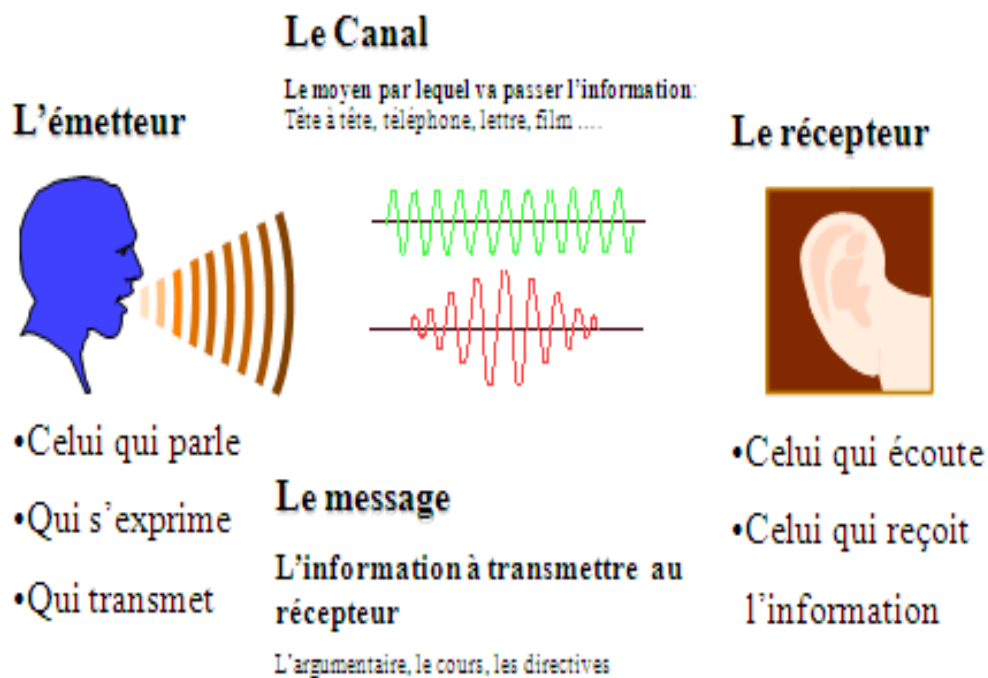 L'émetteur
•Celui qui parle
•Qui s'exprime
•Qui transmet
Le Canal
Le moyen par lequel va passer l'information:
Tête à tête, téléphone, lettre, film ....
Le message
L'information à transmettre au
récepteur
L'argumentaire, le cours, les directives
Le récepteur
•Celui qui écoute
•Celui qui reçoit
l'information